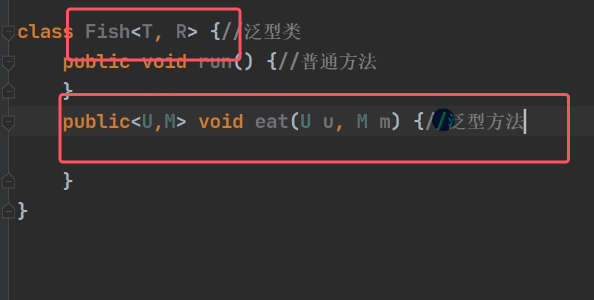 class Fish<T, R> {//泛型类
public void run() {//普通方法
}
public<U,M> void eat(U u, M m) {//泛型方法
}
}